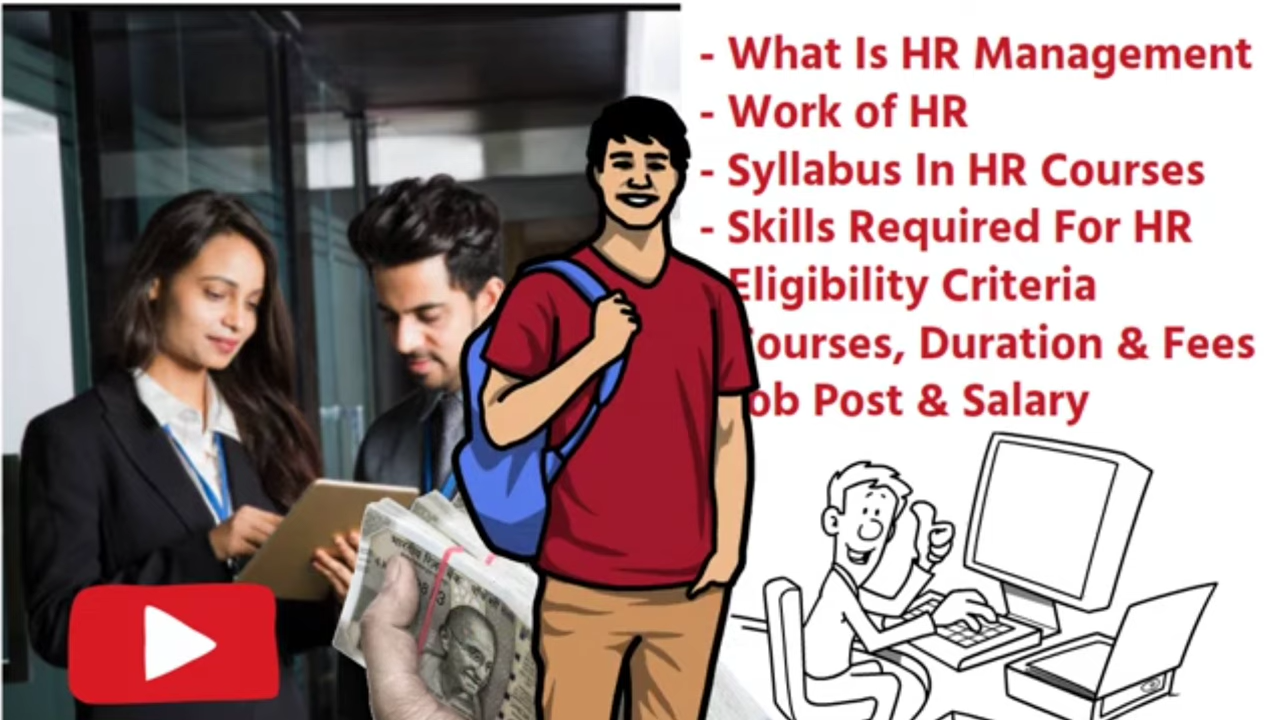 - What Is HR Management
- Work of HR
- Syllabus In HR Courses
- Skills Required For HR
Eligibility Criteria
ourses, Duration & Fees
ob Post & Salary
भारतीय रिज़र्व बैंक